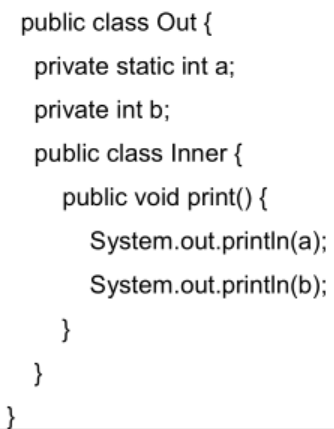 public class Out {
private static int a;
private int b;
public class Inner {
public void print() {
System.out.println(a);
System.out.println(b);
}
}
}